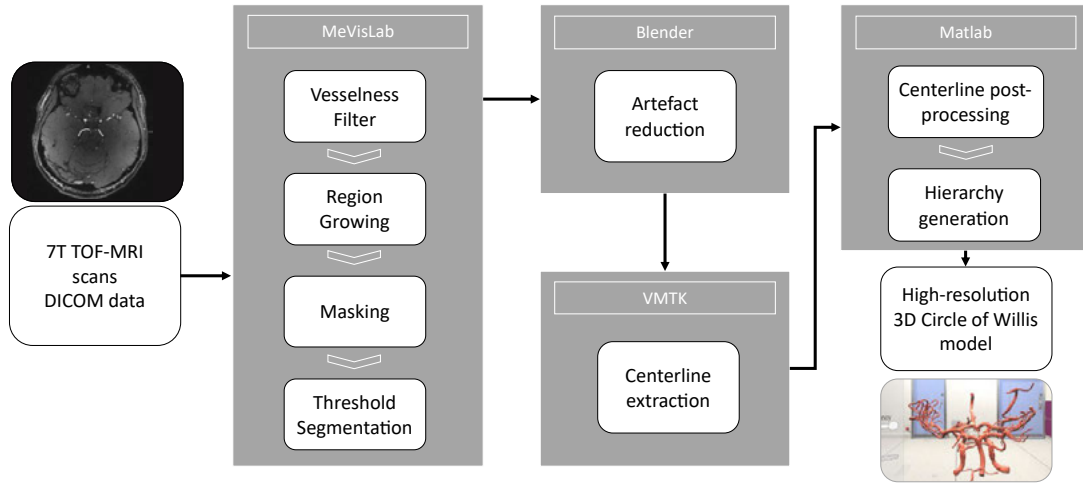 7T TOF-MRI
scans
DICOM data
MeVisLab
Vesselness
Filter
Region
Growing
Masking
Threshold
Segmentation
Blender
Artefact
reduction
VMTK
Centerline
extraction
Matlab
Centerline post-
processing
Hierarchy
generation
High-resolution
3D Circle of Willis
model